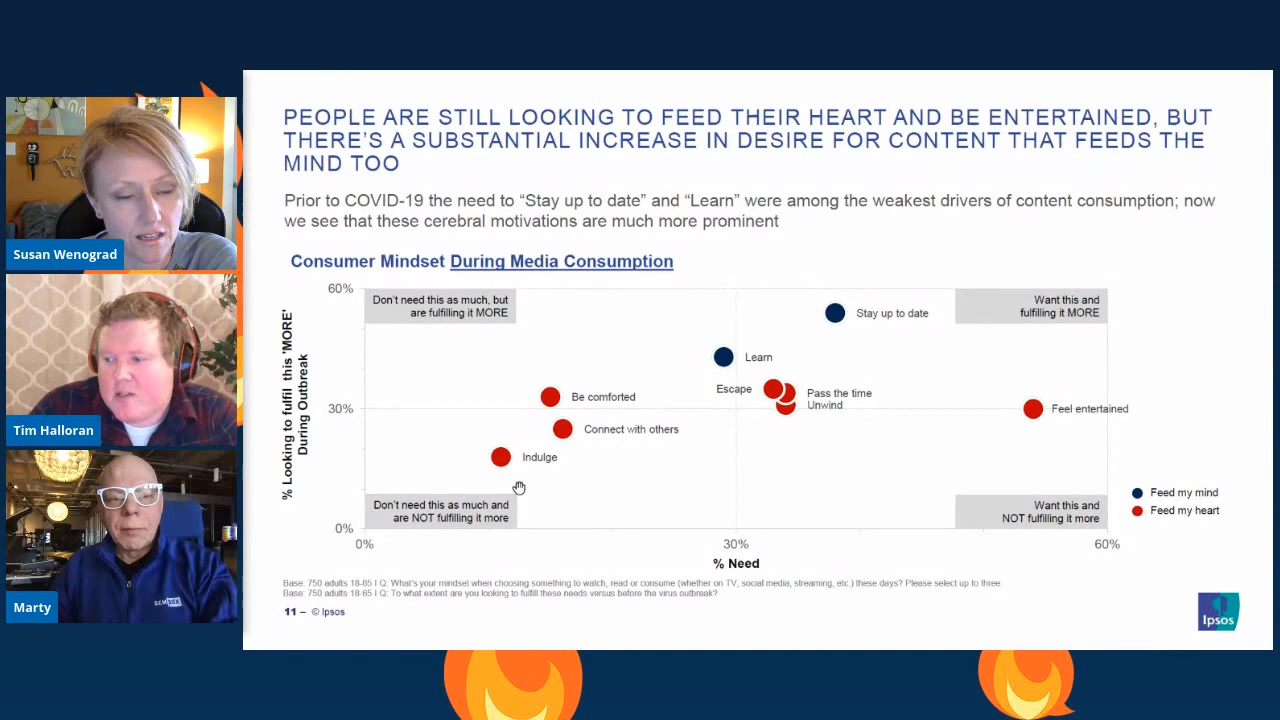 PEOPLE ARE STILL LOOKING TO FEED THEIR HEART AND BE ENTERTAINED, BUT
THERE'S A SUBSTANTIAL INCREASE IN DESIRE FOR CONTENT THAT FEEDS THE
MIND TOO
Prior to COVID-19 the need to “Stay up to date” and “Learn” were among the weakest drivers of content consumption; now
we see that these cerebral motivations are much more prominent
Susan Wenograd
Tim Halloran
Marty
SEM
Consumer Mindset During Media Consumption
% Looking to fulfil this 'MORE'
During Outbreak
60%
30%
0%
Don't need this as much, but
are fulfilling it MORE
Want this and
fulfilling it MORE
Stay up to date
Learn
Escape
Pass the time
Unwind
Be comforted
Feel entertained
Connect with others
Indulge
Don't need this as much and
are NOT fulfilling it more
Want this and
NOT fulfilling it more
Feed my mind
Feed my heart
0%
30%
60%
% Need
Base: 750 adults 18-65 I Q: What's your mindset when choosing something to watch, read or consume (whether on TV, social media, streaming, etc.) these days? Please select up to three.
Base: 750 adults 18-65 I Q: To what extent are you looking to fulfill these needs versus before the virus outbreak?
11 – © Ipsos
Ipsos